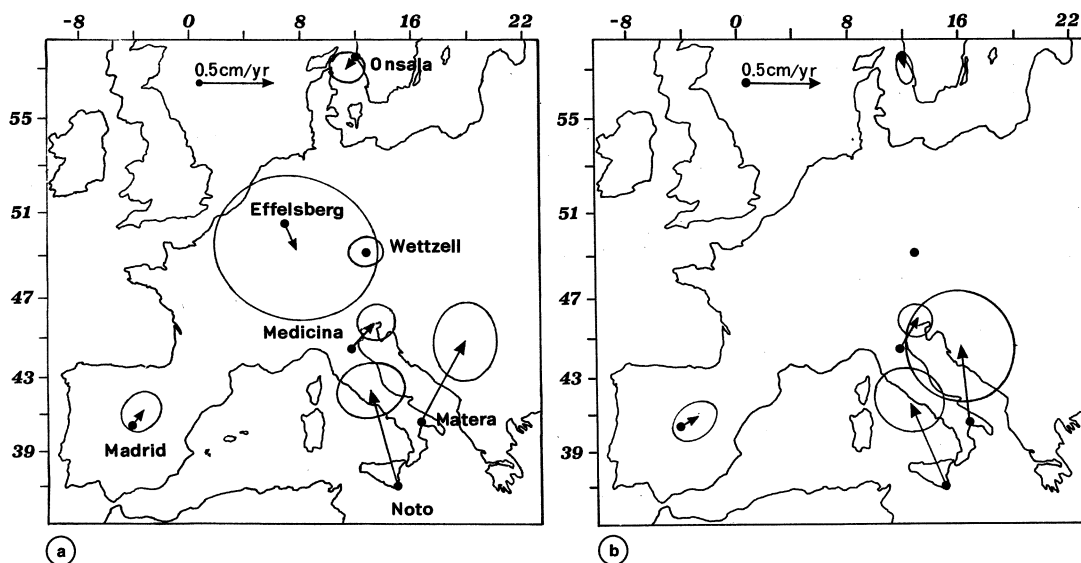 -8 0 8 16 22
0.5cm/yr
Onsala
55
51
Effelsberg
Wettzell
47
Medicina
43
Matera
39
Madrid
Noto
a
-8 0 8 16 22
0.5cm/yr
55
51
47
43
39
b